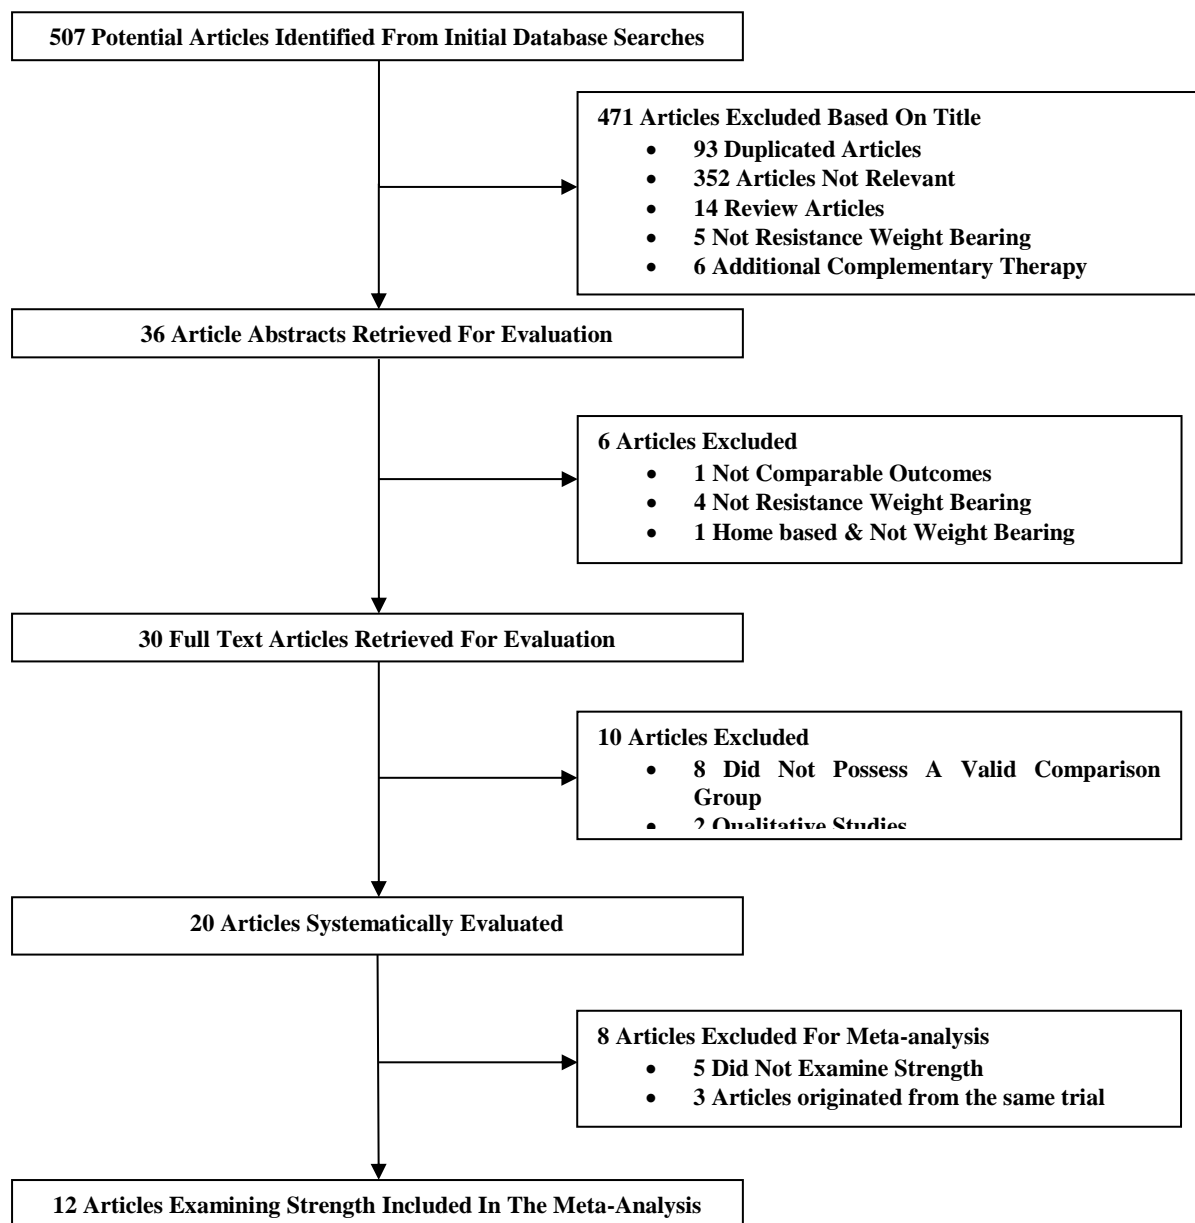 507 Potential Articles Identified From Initial Database Searches
471 Articles Excluded Based On Title
• 93 Duplicated Articles
• 352 Articles Not Relevant
• 14 Review Articles
• 5 Not Resistance Weight Bearing
• 6 Additional Complementary Therapy
36 Article Abstracts Retrieved For Evaluation
6 Articles Excluded
• 1 Not Comparable Outcomes
• 4 Not Resistance Weight Bearing
• 1 Home based & Not Weight Bearing
30 Full Text Articles Retrieved For Evaluation
10 Articles Excluded
• 8 Did Not Possess A Valid Comparison
Group
• 2 Qualitative Studies
20 Articles Systematically Evaluated
8 Articles Excluded For Meta-analysis
• 5 Did Not Examine Strength
• 3 Articles originated from the same trial
12 Articles Examining Strength Included In The Meta-Analysis